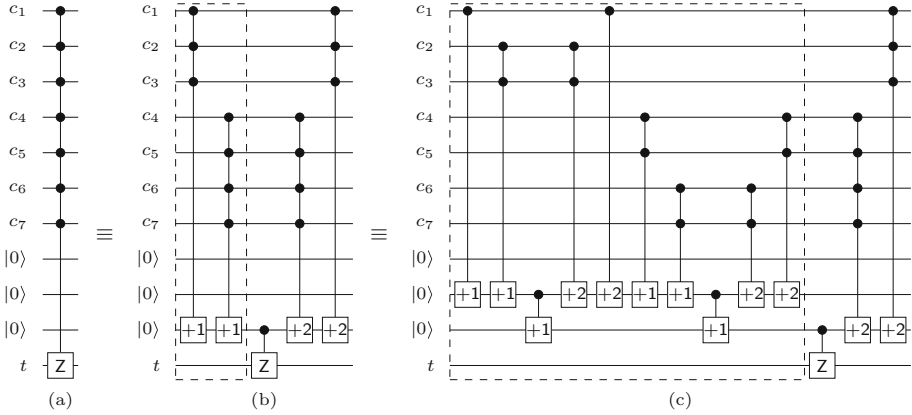 c₁ c₁ c₁
c₂ c₂ c₂
c₃ c₃ c₃
c₄ c₄ c₄
c₅ c₅ c₅
c₆ c₆ c₆
c₇ ≡ c₇ ≡ c₇
|0⟩ |0⟩ |0⟩
|0⟩ |0⟩ |0⟩ +1 +1 +2 +2 +1 +1 +2 +2
|0⟩ |0⟩ +1 +1 +2 +2 |0⟩ +1 +1 +2 +2
t Z t Z t Z
(a) (b) (c)